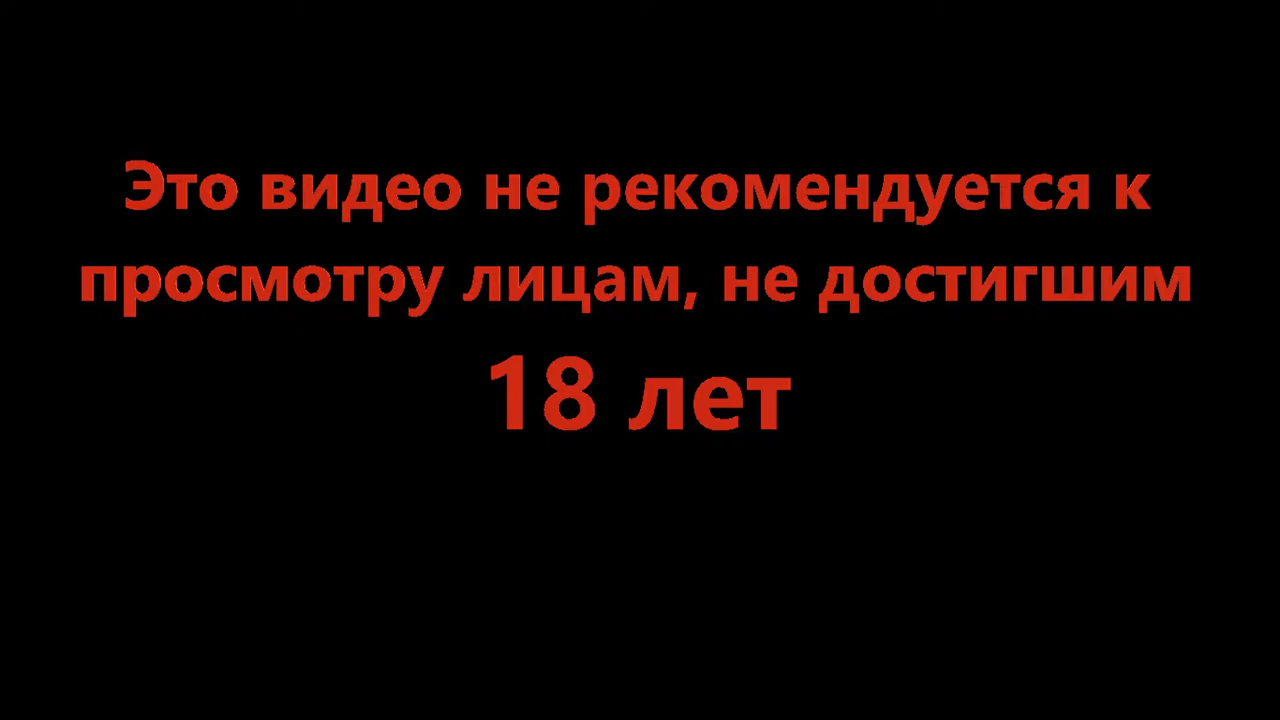 Это видео не рекомендуется к
просмотру лицам, не достигшим
18 лет